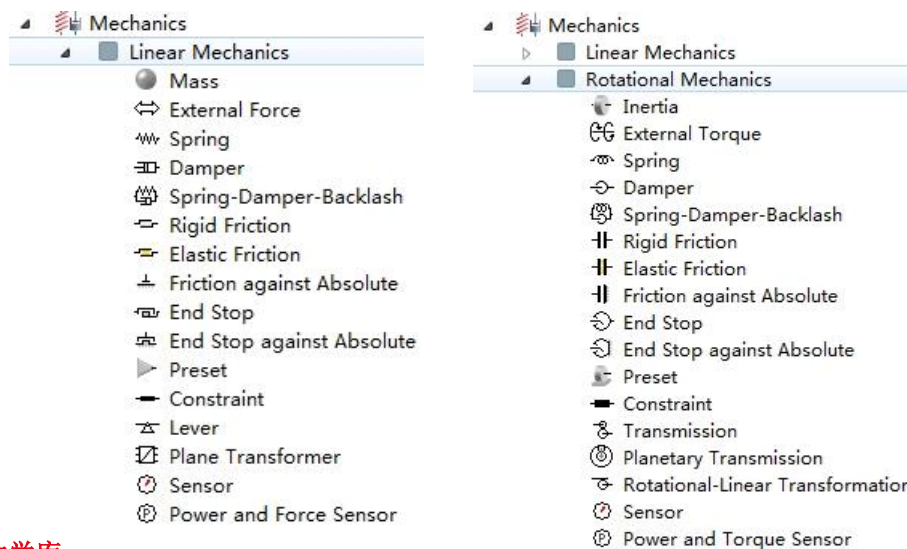 Mechanics
Linear Mechanics
Mass
External Force
Spring
Damper
Spring-Damper-Backlash
Rigid Friction
Elastic Friction
Friction against Absolute
End Stop
End Stop against Absolute
Preset
Constraint
Lever
Plane Transformer
Sensor
Power and Force Sensor
Mechanics
Linear Mechanics
Rotational Mechanics
Inertia
External Torque
Spring
Damper
Spring-Damper-Backlash
Rigid Friction
Elastic Friction
Friction against Absolute
End Stop
End Stop against Absolute
Preset
Constraint
Transmission
Planetary Transmission
Rotational-Linear Transformation
Sensor
Power and Torque Sensor